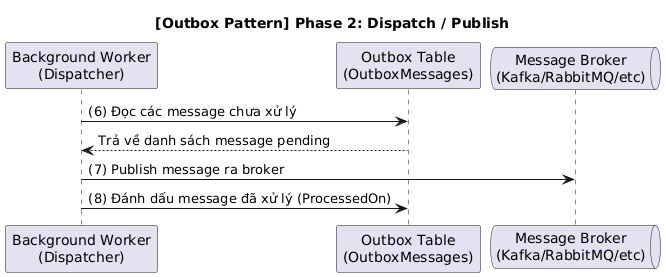 [Outbox Pattern] Phase 2: Dispatch / Publish
Background Worker
(Dispatcher)
Outbox Table
(OutboxMessages)
Message Broker
(Kafka/RabbitMQ/etc)
(6) Đọc các message chưa xử lý
Trả về danh sách message pending
(7) Publish message ra broker
(8) Đánh dấu message đã xử lý (ProcessedOn)
Background Worker
(Dispatcher)
Outbox Table
(OutboxMessages)
Message Broker
(Kafka/RabbitMQ/etc)